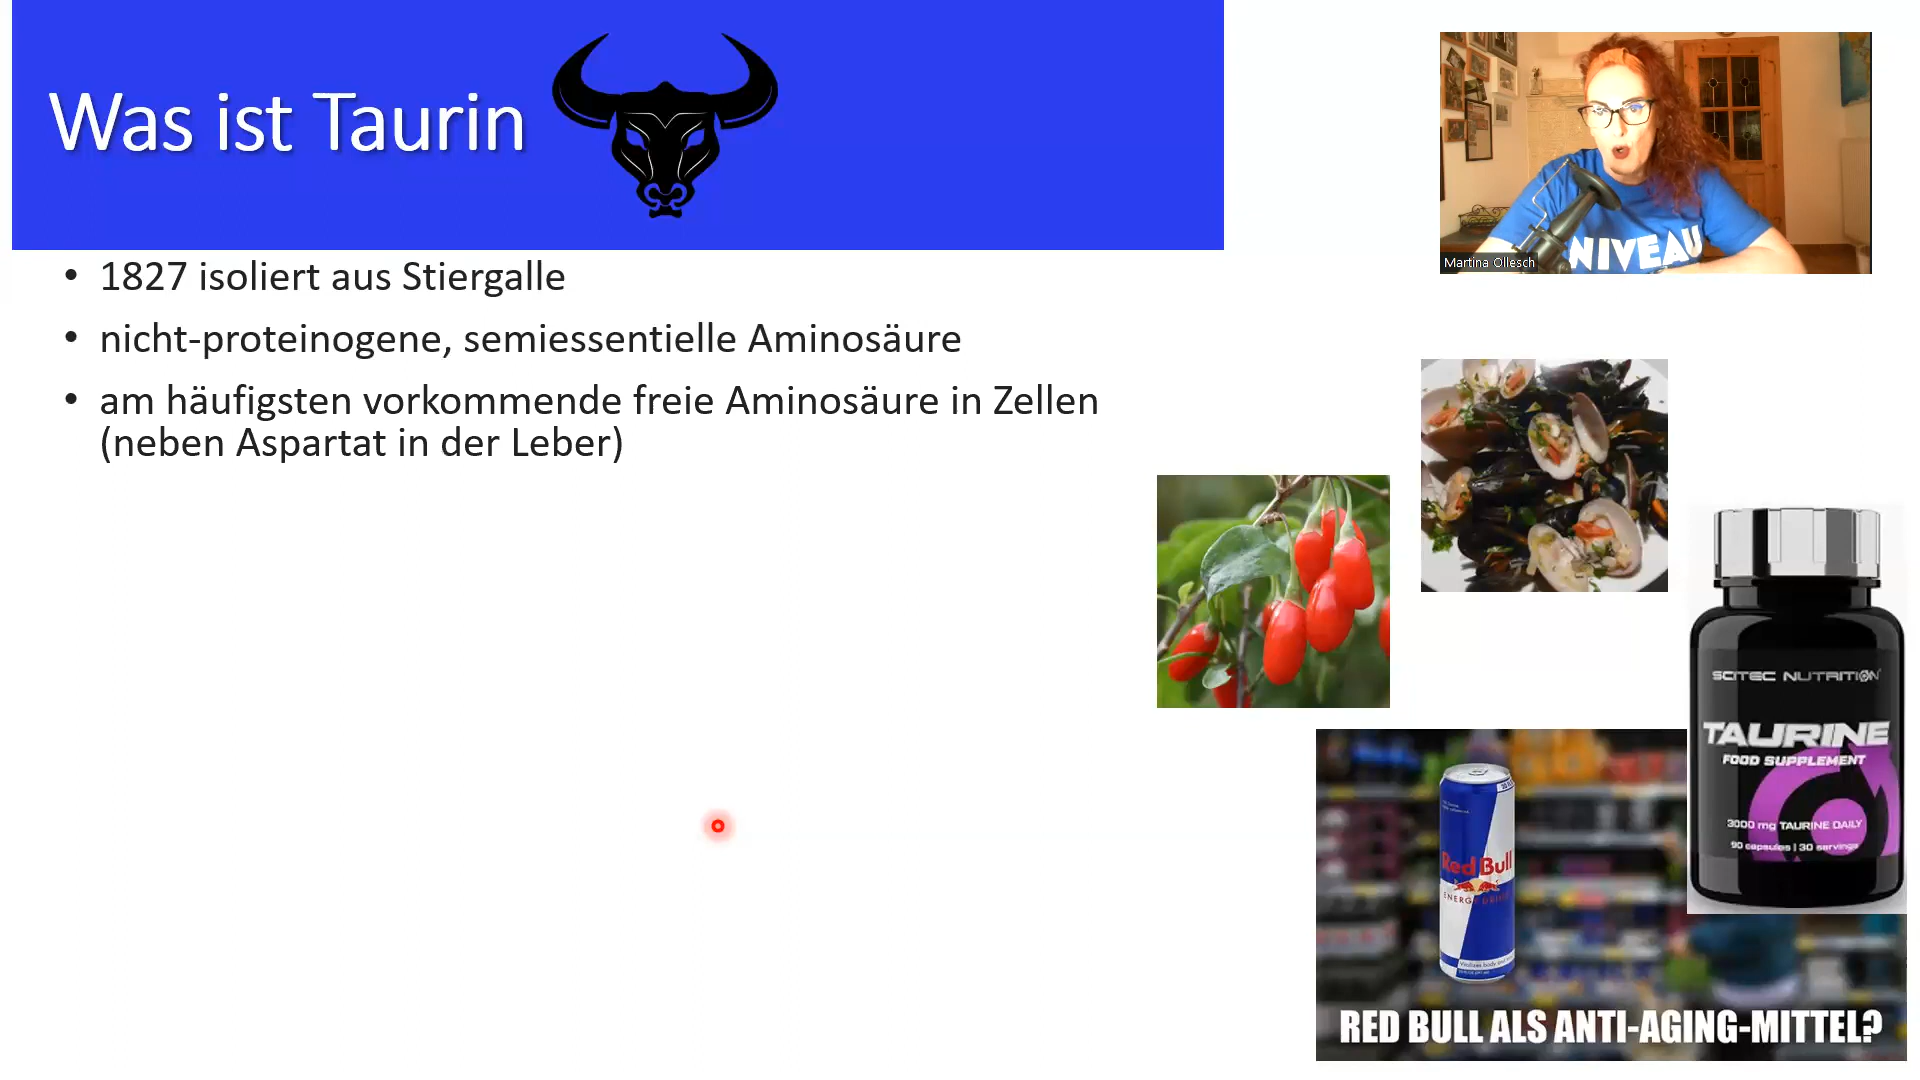 Was ist Taurin
NIVEAU
Martina Ollesch
• 1827 isoliert aus Stiergalle
• nicht-proteinogene, semiessentielle Aminosäure
• am häufigsten vorkommende freie Aminosäure in Zellen
(neben Aspartat in der Leber)
SCITEC NUTRITION
TAURINE
FOOD SUPPLEMENT
3000 mg TAURINE DAILY
90 capsules | 30 servings
Red Bull
ENERGY DRINK
RED BULL ALS ANTI-AGING-MITTEL?